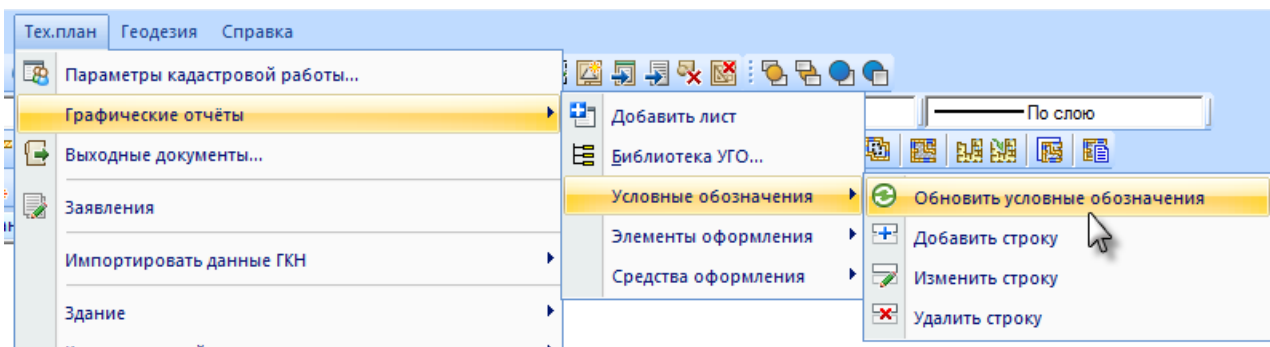 Тех.план Геодезия Справка
Параметры кадастровой работы...
Графические отчёты
Выходные документы...
Заявления
Импортировать данные ГКН
Здание
Добавить лист
Библиотека УГО...
Условные обозначения
Элементы оформления
Средства оформления
По слою
Обновить условные обозначения
Добавить строку
Изменить строку
Удалить строку